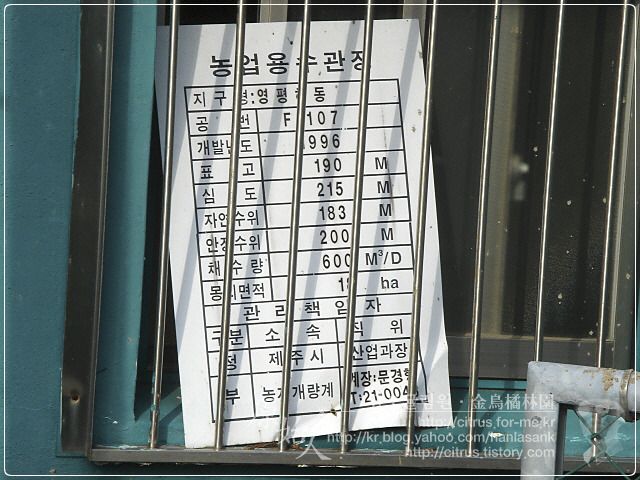 농업용수관정
지 구 명:영평 동
공 번 F 107
개발년도 996
표 고 190 M
심 도 215 M
자연수위 183 M
안정수위 200 M
채 수 량 600 M³/D
몽리면적 18 ha
관 리 책 임 자
구분 소 속 직 위
정 제주시 산업과장
부 농 개량계 계장:문경
T:21-004
· 金鳥橘林園
http://citrus.for-mc/kr
http://kr.blog.yahoo.com/hanlasank
http://citrus.tistory.com